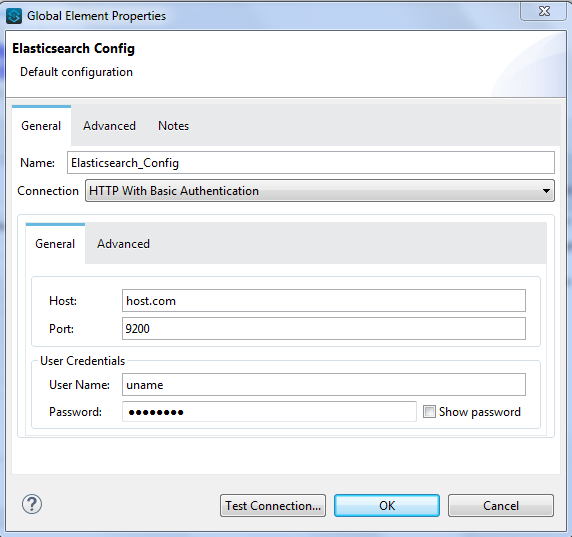 Global Element Properties
Elasticsearch Config
Default configuration
General Advanced Notes
Name: Elasticsearch_Config
Connection HTTP With Basic Authentication
General Advanced
Host: host.com
Port: 9200
User Credentials
User Name: uname
Password: ●●●●●●●● Show password
? Test Connection... OK Cancel